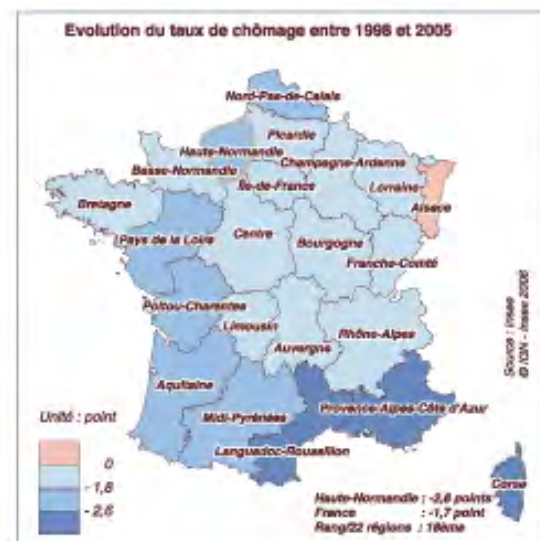 Evolution du taux de chômage entre 1998 et 2005
Nord-Pas-de-Calais
Picardie
Haute-Normandie
Basse-Normandie
Champagne-Ardenne
Île-de-France
Lorraine
Alsace
Bretagne
Pays de la Loire
Centre
Bourgogne
Franche-Comté
Poitou-Charentes
Limousin
Rhône-Alpes
Auvergne
Aquitaine
Midi-Pyrénées
Provence-Alpes-Côte d'Azur
Languedoc-Roussillon
Corse
Unité : point
0
- 1,8
- 2,6
Source : Insee
© IGN - Insee 2006
Haute-Normandie : points
France : -1,7 point
Rang/22 régions : 18ème